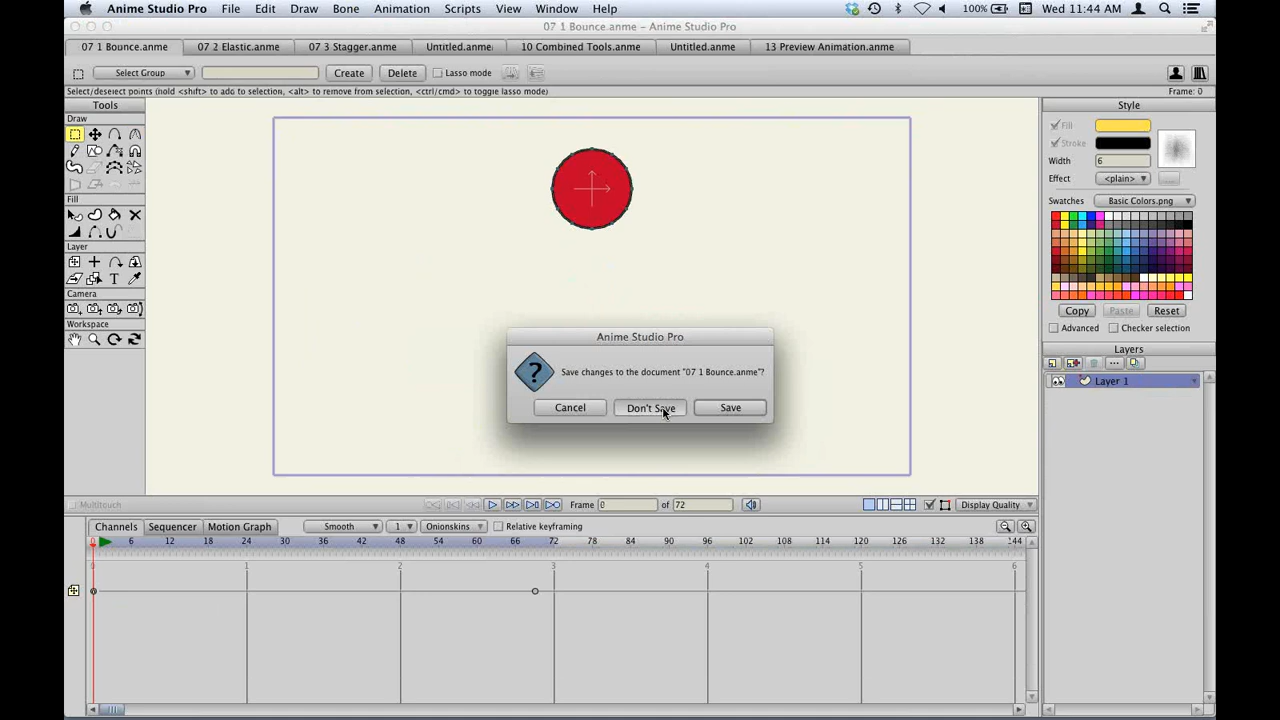 Anime Studio Pro File Edit Draw Bone Animation Scripts View Window Help 100% Wed 11:44 AM
07 1 Bounce.anme – Anime Studio Pro
07 1 Bounce.anme 07 2 Elastic.anme 07 3 Stagger.anme Untitled.anme 10 Combined Tools.anme Untitled.anme 13 Preview Animation.anme
Select Group Create Delete Lasso mode
Select/deselect points (hold <shift> to add to selection, <alt> to remove from selection, <ctrl/cmd> to toggle lasso mode) Frame: 0
Tools
Draw
Fill
Layer
Camera
Workspace
Style
Fill
Stroke
Width 6
Effect <plain> ...
Swatches Basic Colors.png
Copy Paste Reset
Advanced Checker selection
Layers
Layer 1
Anime Studio Pro
Save changes to the document "07 1 Bounce.anme"?
Cancel Don't Save Save
Multitouch Frame 0 of 72 Display Quality
Channels Sequencer Motion Graph Smooth 1 Onionskins Relative keyframing
0 6 12 18 24 30 36 42 48 54 60 66 72 78 84 90 96 102 108 114 120 126 132 138 144
0 1 2 3 4 5 6